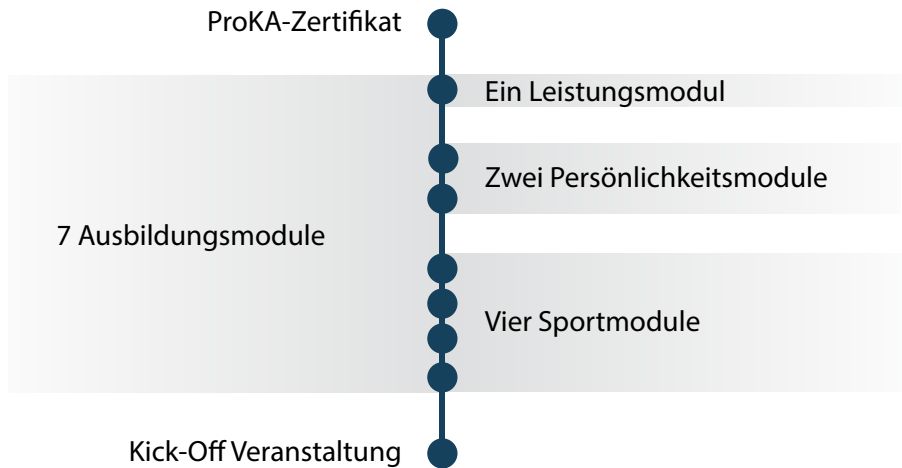 ProKA-Zertifikat
Ein Leistungsmodul
Zwei Persönlichkeitsmodule
7 Ausbildungsmodule
Vier Sportmodule
Kick-Off Veranstaltung